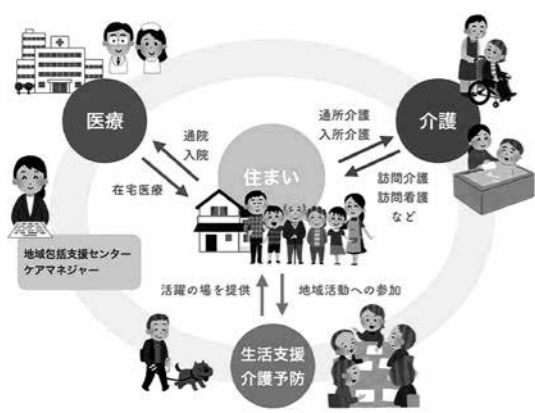 医療
通院
入院
在宅医療
住まい
通所介護
入所介護
介護
訪問介護
訪問看護
など
地域包括支援センター
ケアマネジャー
活躍の場を提供
地域活動への参加
生活支援
介護予防